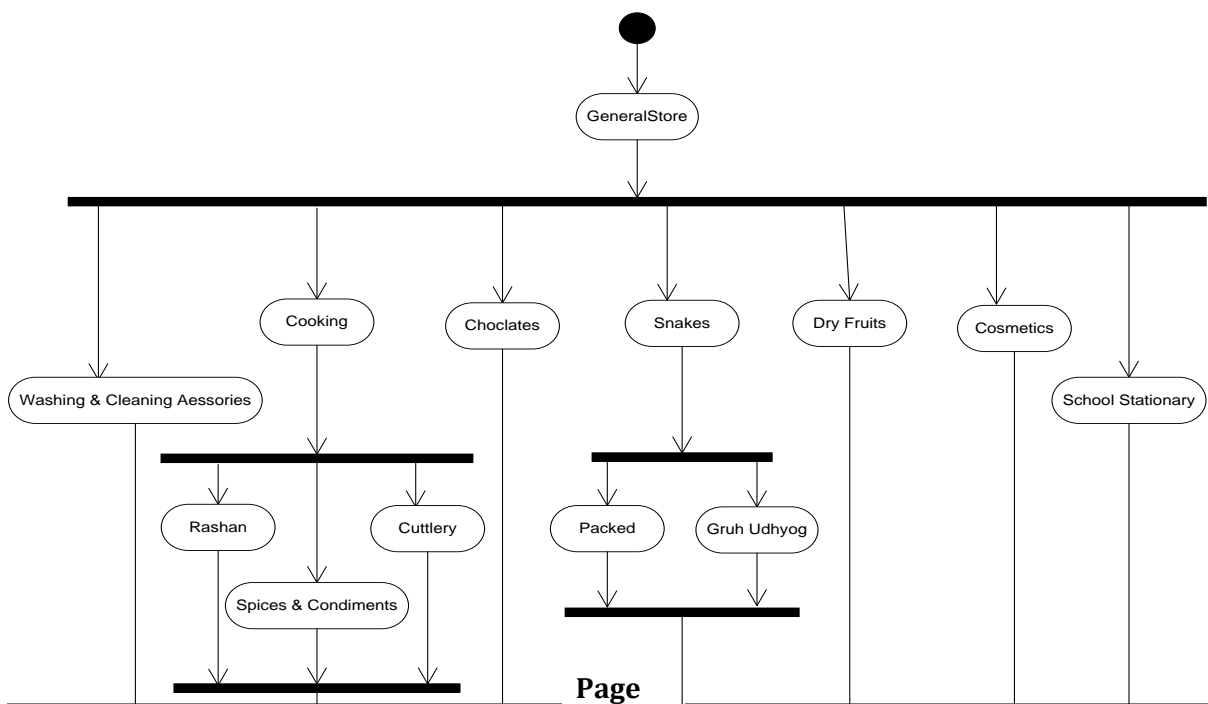 GeneralStore
Cooking
Choclates
Snakes
Dry Fruits
Cosmetics
Washing & Cleaning Aessories
School Stationary
Rashan
Cuttlery
Packed
Gruh Udhyog
Spices & Condiments
Page